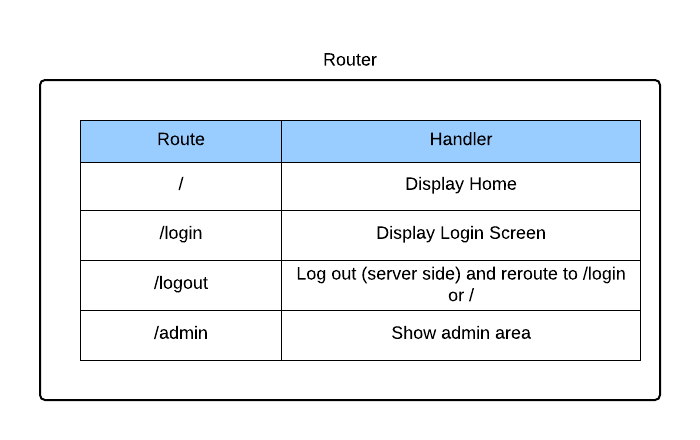 Router
Route Handler
/ Display Home
/login Display Login Screen
/logout Log out (server side) and reroute to /login
or /
/admin Show admin area